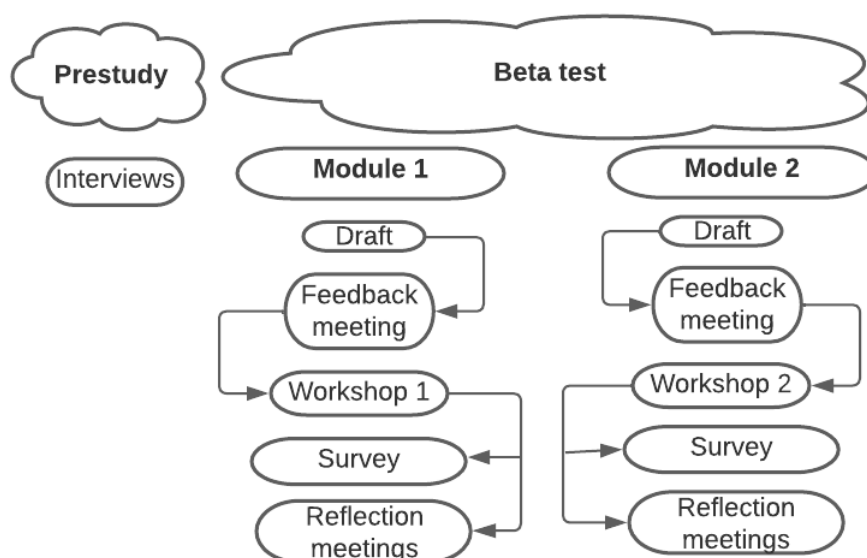 Prestudy
Beta test
Interviews
Module 1
Module 2
Draft
Draft
Feedback
meeting
Feedback
meeting
Workshop 1
Workshop 2
Survey
Survey
Reflection
meetings
Reflection
meetings